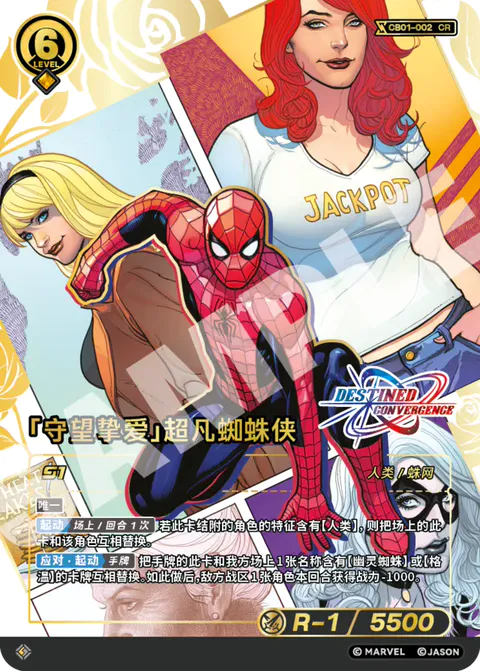 6
LEVEL
CB01-002 CR
JACKPOT
SAMPLE
DESTINED
CONVERGENCE
「守望挚爱」超凡蜘蛛侠
人类 / 蛛网
唯一
起动 场上 / 回合 1 次 若此卡结附的角色的特征含有【人类】，则把场上的此
卡和该角色互相替换。
应对·起动 手牌 把手牌的此卡和我方场上1张名称含有【幽灵蜘蛛】或【格
温】的卡牌互相替换。如此做后，敌方战区1张角色本回合获得战力-1000。
R-1 / 5500
© MARVEL © JASON